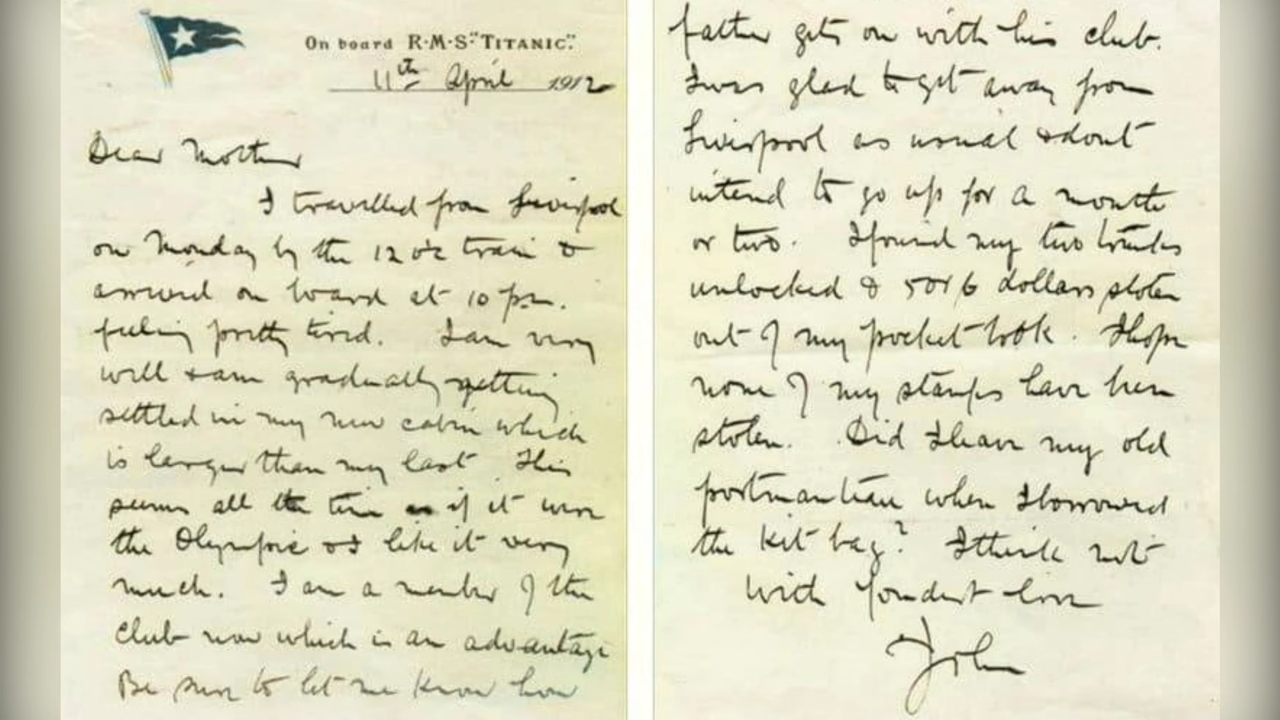 On board R·M·S·"TITANIC".
11th April 1912
Dear Mother
I travelled from Liverpool
on Monday by the 12 o'c train &
arrived on board at 10 p.m.
feeling pretty tired. I am very
well & am gradually getting
settled in my new cabin which
is larger than my last This
seems all the time as if it were
the Olympic & I like it very
much. I am a member of the
club now which is an advantage
Be sure to let me know how
father gets on with his club.
I was glad to get away from
Liverpool as usual & dont
intend to go up for a month
or two. I found my two trunks
unlocked & 5 or 6 dollars stolen
out of my pocket book. I hope
none of my stamps have been
stolen. Did I leave my old
portmanteau when I borrowed
the kit bag? I think not
With fondest love
John